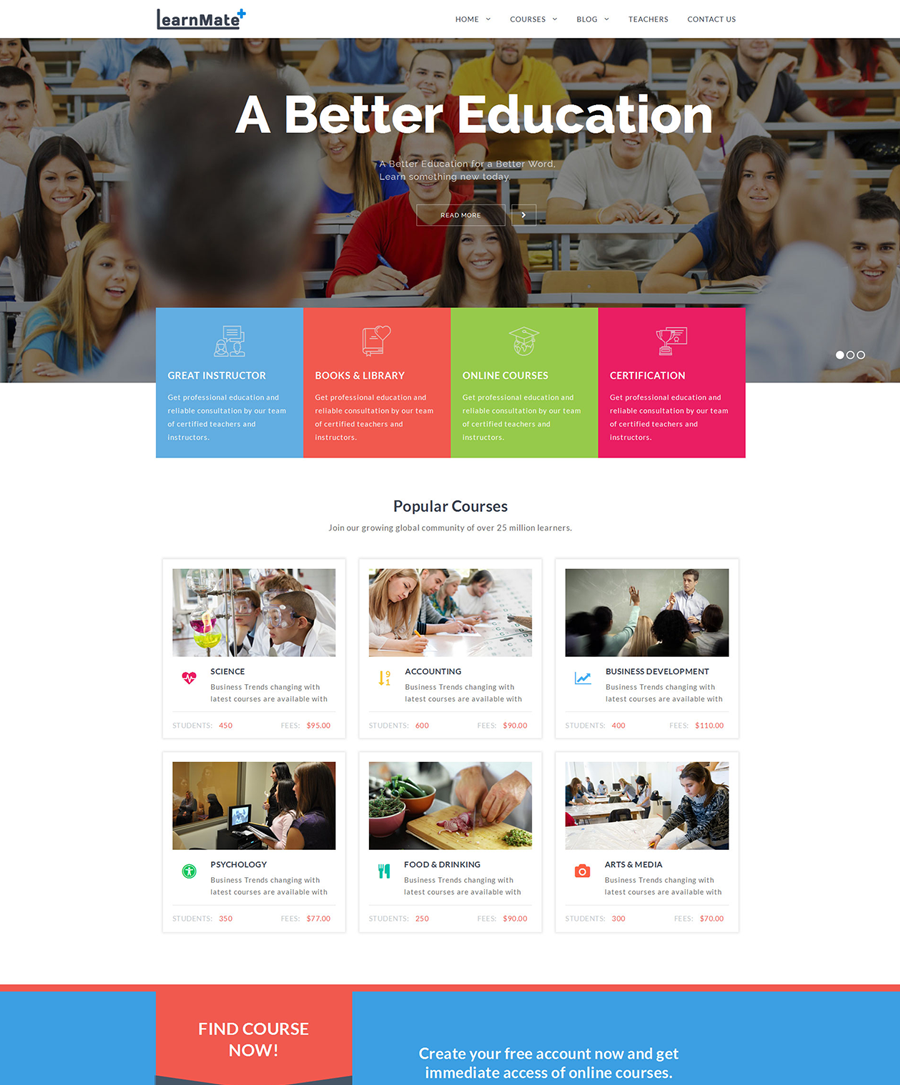 LearnMate+
HOME COURSES BLOG TEACHERS CONTACT US
A Better Education
A Better Education for a Better Word,
Learn something new today.
READ MORE
GREAT INSTRUCTOR
Get professional education and
reliable consultation by our team
of certified teachers and
instructors.
BOOKS & LIBRARY
Get professional education and
reliable consultation by our team
of certified teachers and
instructors.
ONLINE COURSES
Get professional education and
reliable consultation by our team
of certified teachers and
instructors.
CERTIFICATION
Get professional education and
reliable consultation by our team
of certified teachers and
instructors.
Popular Courses
Join our growing global community of over 25 million learners.
SCIENCE
Business Trends changing with
latest courses are available with
STUDENTS: 450 FEES: $95.00
9
1
ACCOUNTING
Business Trends changing with
latest courses are available with
STUDENTS: 600 FEES: $90.00
BUSINESS DEVELOPMENT
Business Trends changing with
latest courses are available with
STUDENTS: 400 FEES: $110.00
PSYCHOLOGY
Business Trends changing with
latest courses are available with
STUDENTS: 350 FEES: $77.00
FOOD & DRINKING
Business Trends changing with
latest courses are available with
STUDENTS: 250 FEES: $90.00
ARTS & MEDIA
Business Trends changing with
latest courses are available with
STUDENTS: 300 FEES: $70.00
FIND COURSE
NOW!
Create your free account now and get
immediate access of online courses.